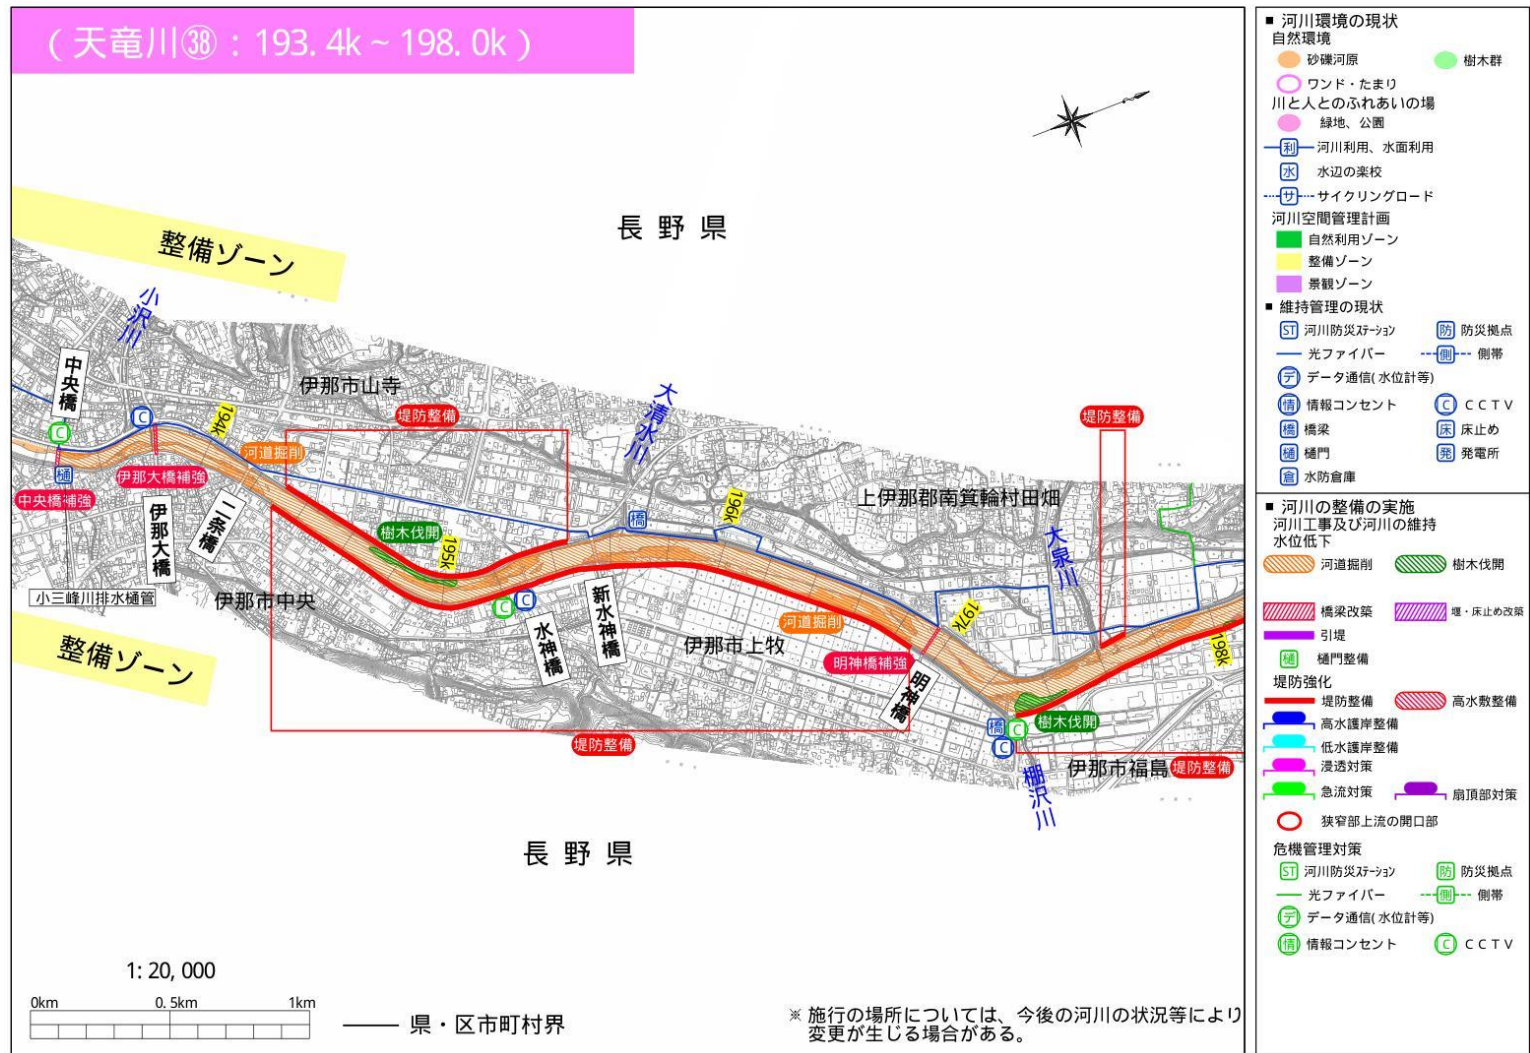 （天竜川㊳：193.4k～198.0k）
長野県
整備ゾーン
小沢川
中央橋
C
C
194k
伊那市山寺
堤防整備
大清水川
堤防整備
河道掘削
樋
伊那大橋補強
中央橋補強
伊那大橋
二条橋
樹木伐開
195k
橋
196k
上伊那郡南箕輪村田畑
大泉川
小三峰川排水樋管
伊那市中央
C
C
水神橋
新水神橋
伊那市上牧
河道掘削
明神橋補強
197k
明神橋
198k
整備ゾーン
堤防整備
橋
C
C
樹木伐開
棚沢川
伊那市福島
堤防整備
長野県
1:20,000
0km
0.5km
1km
県・区市町村界
※施行の場所については、今後の河川の状況等により
変更が生じる場合がある。
■ 河川環境の現状
自然環境
砂礫河原
樹木群
ワンド・たまり
川と人とのふれあいの場
緑地、公園
利 河川利用、水面利用
水 水辺の楽校
サ サイクリングロード
河川空間管理計画
自然利用ゾーン
整備ゾーン
景観ゾーン
■ 維持管理の現状
ST 河川防災ステーション
防 防災拠点
光ファイバー
側 側帯
デ データ通信(水位計等)
情 情報コンセント
C CCTV
橋 橋梁
床 床止め
樋 樋門
発 発電所
倉 水防倉庫
■ 河川の整備の実施
河川工事及び河川の維持
水位低下
河道掘削
樹木伐開
橋梁改築
堰・床止め改築
引堤
樋 樋門整備
堤防強化
堤防整備
高水敷整備
高水護岸整備
低水護岸整備
浸透対策
急流対策
扇頂部対策
狭窄部上流の開口部
危機管理対策
ST 河川防災ステーション
防 防災拠点
光ファイバー
側 側帯
デ データ通信(水位計等)
情 情報コンセント
C CCTV